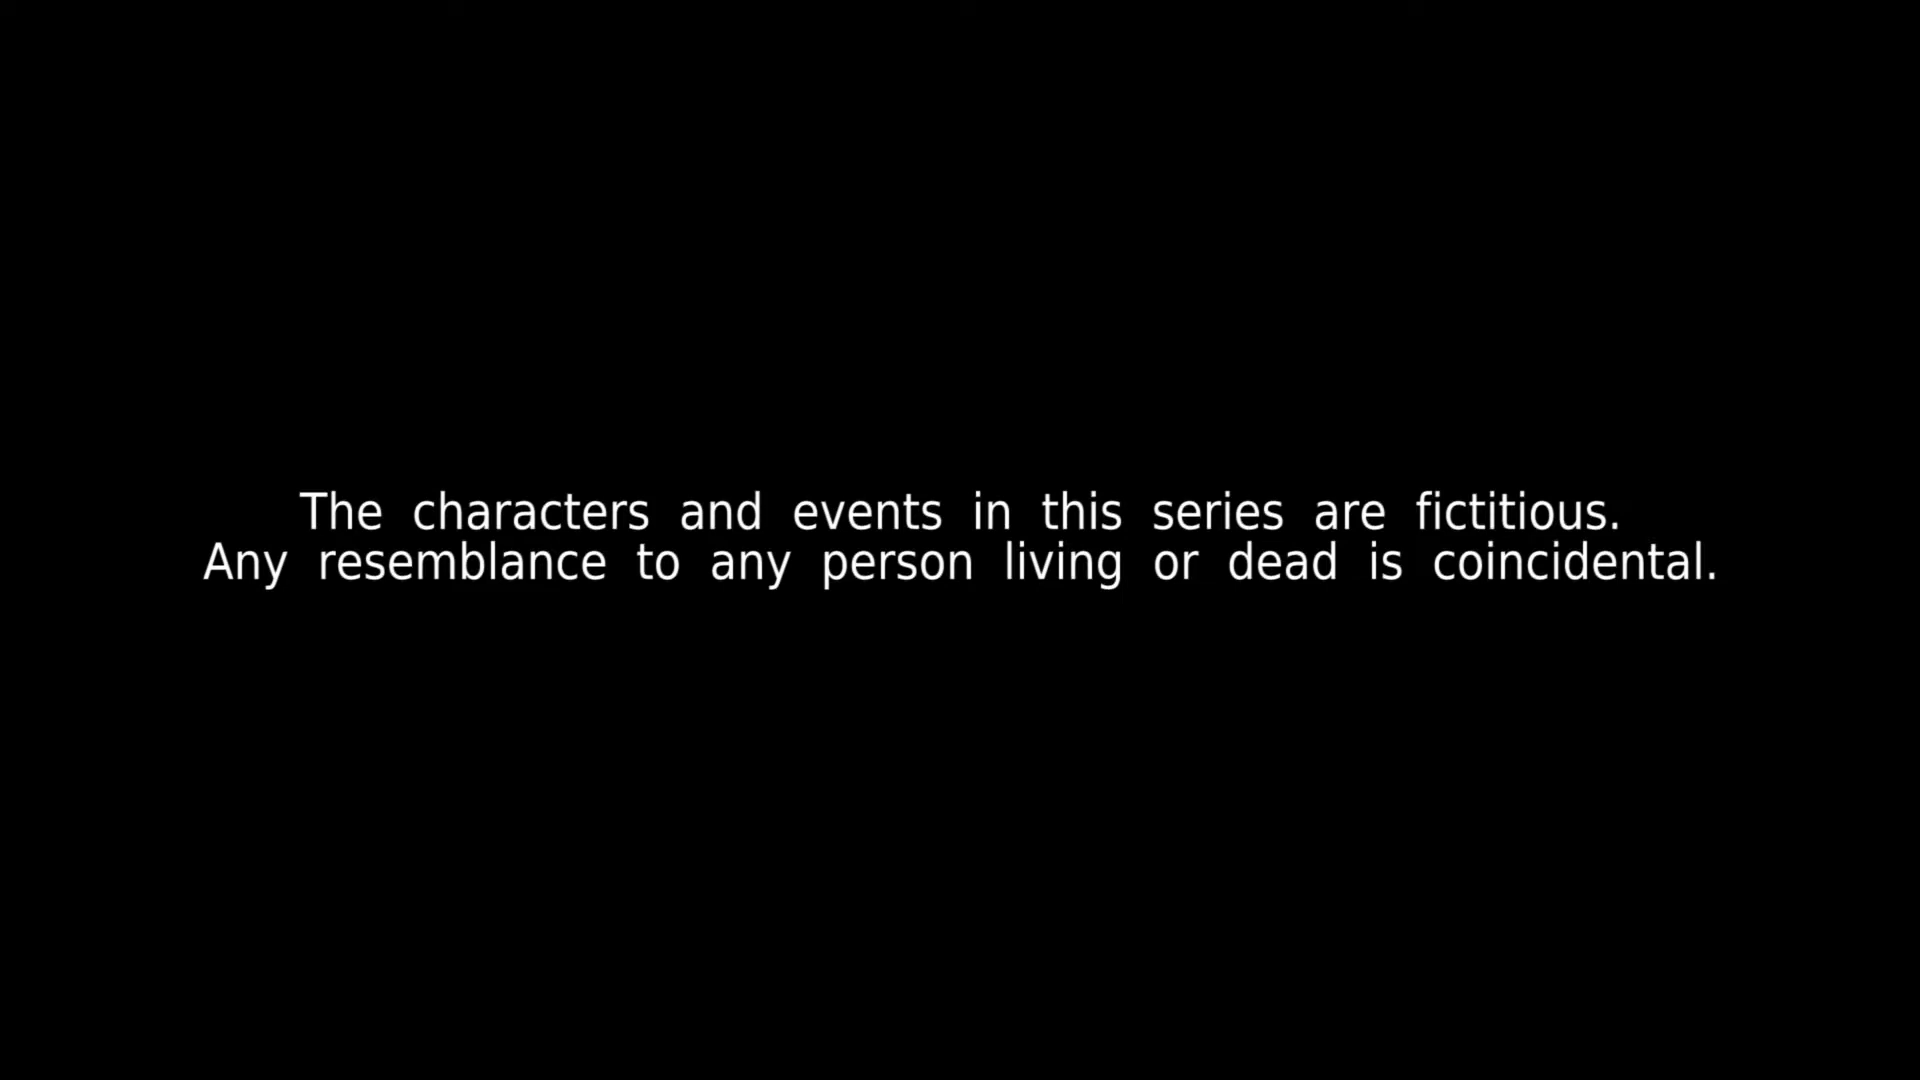 The characters and events in this series are fictitious.
Any resemblance to any person living or dead is coincidental.